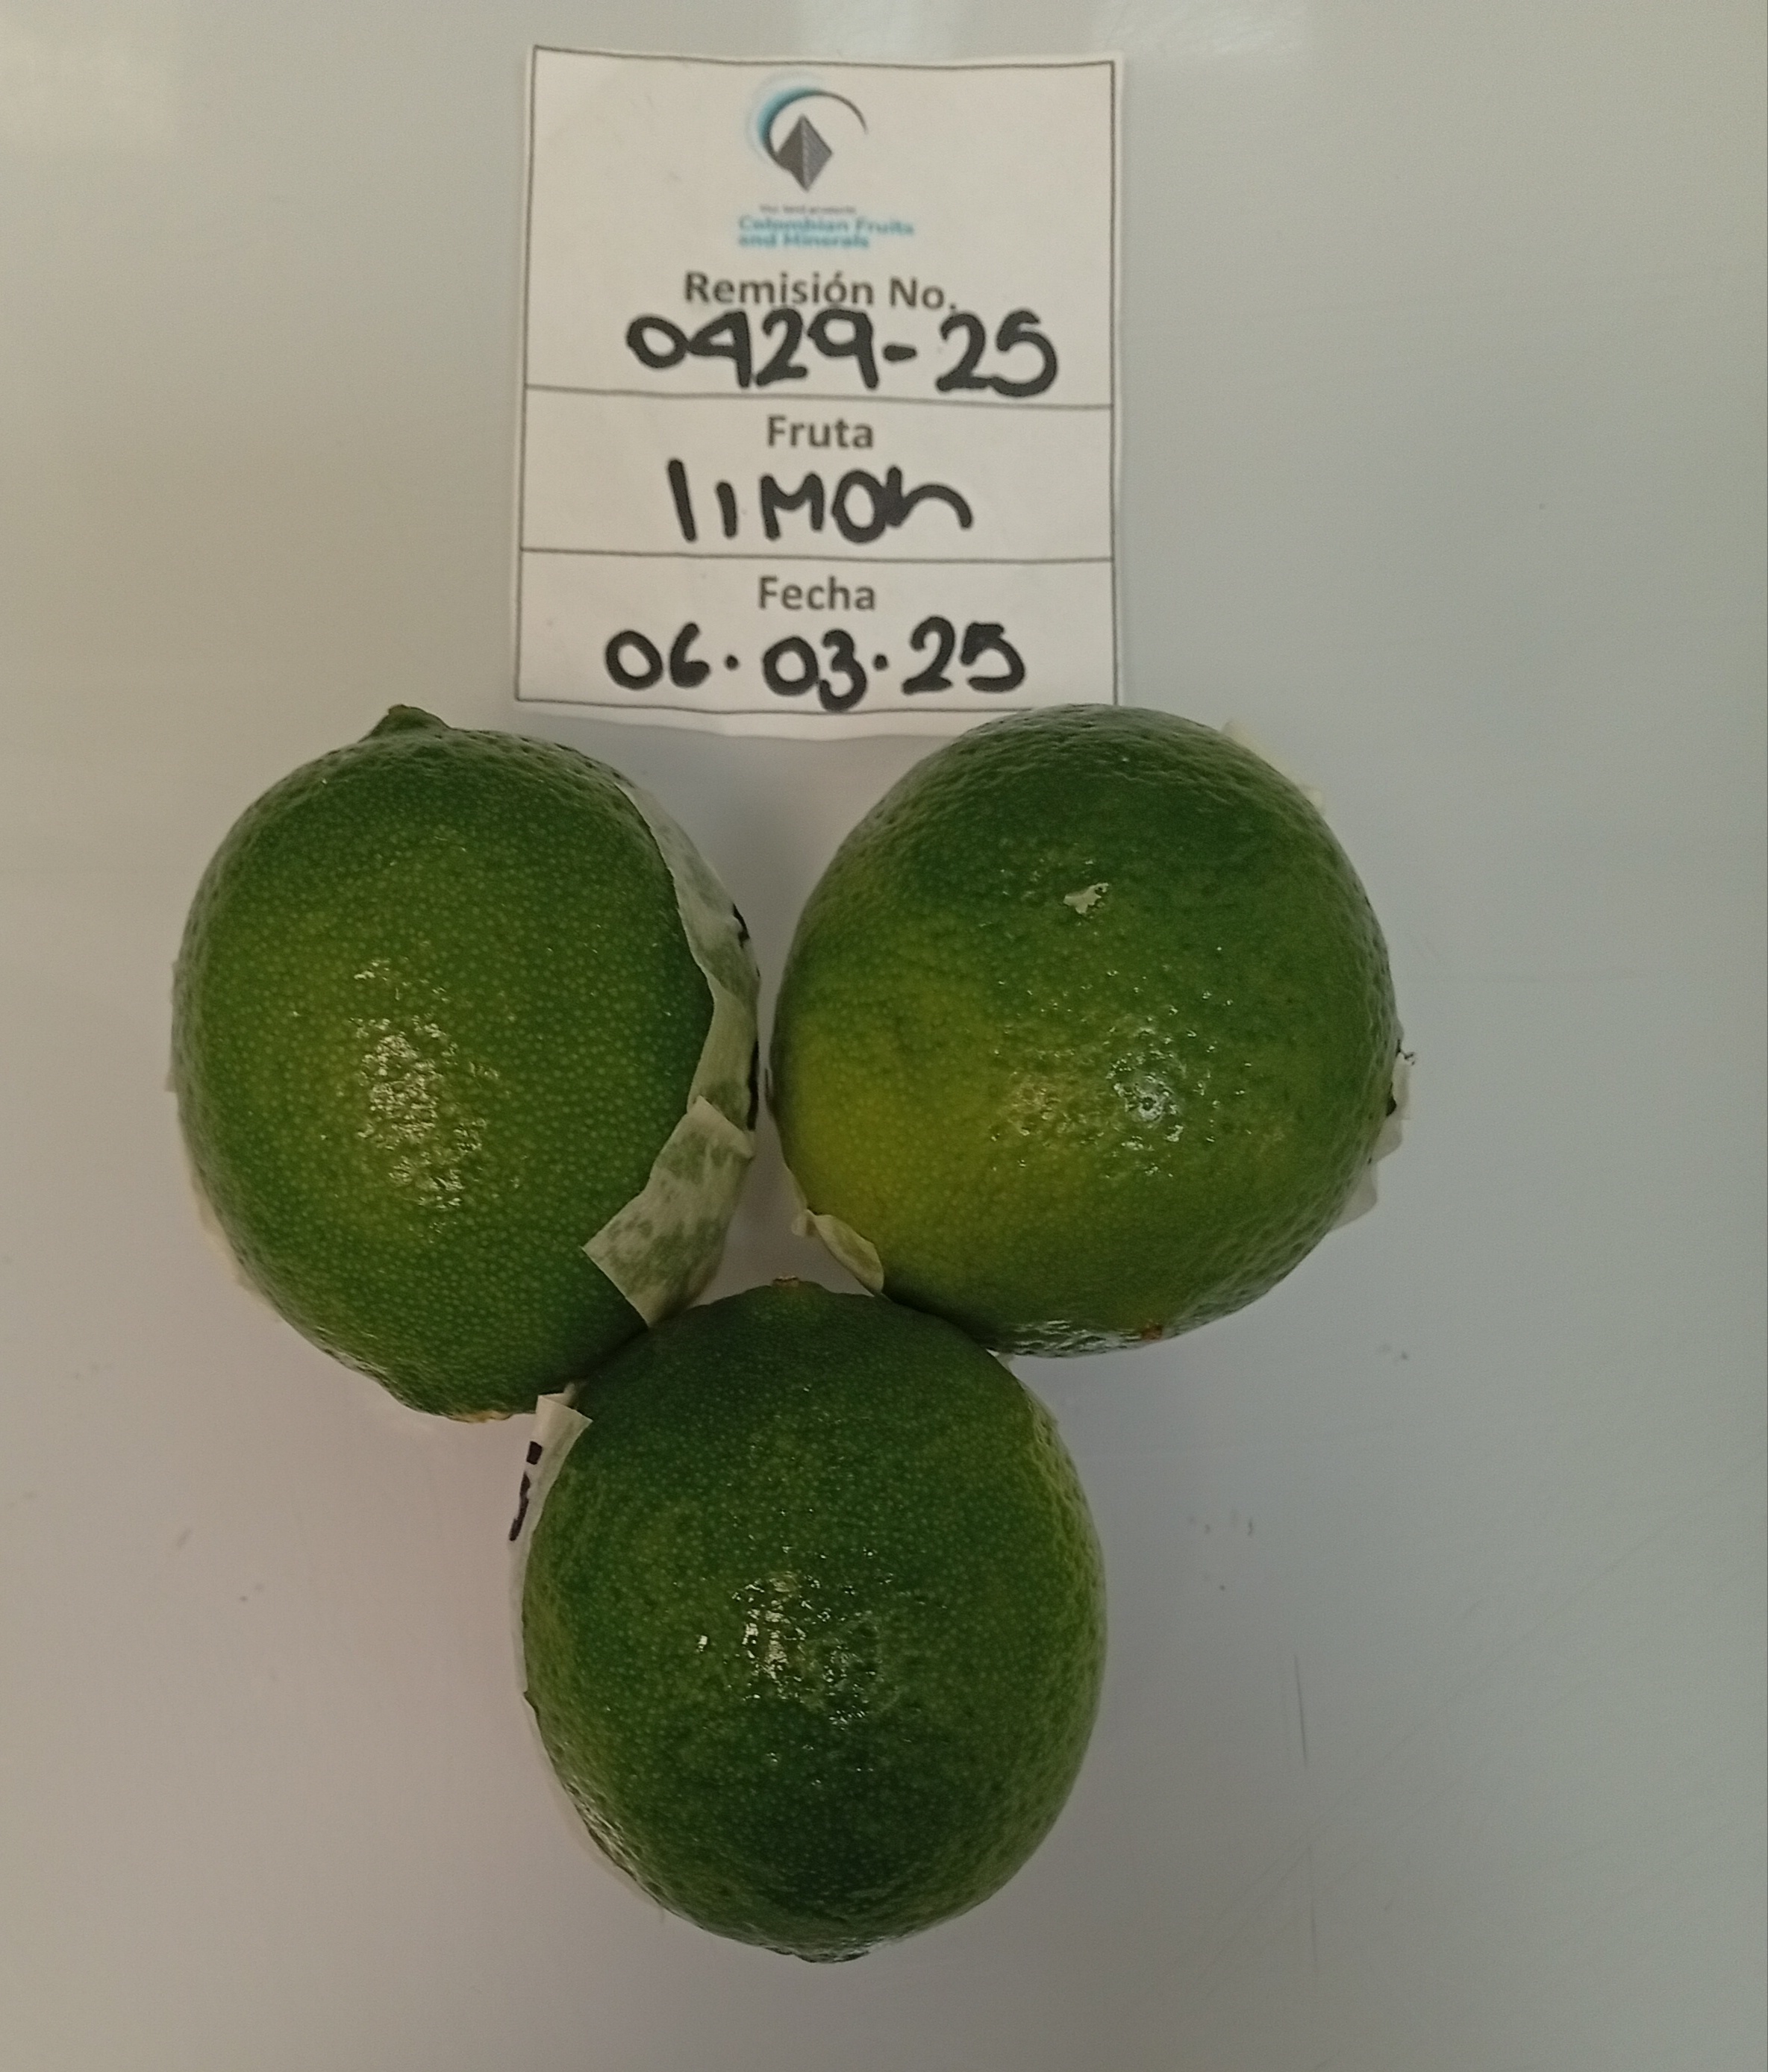 Colombian Fruits
and Minerals
Remisión No.
0429-25
Fruta
limon
Fecha
06.03.25